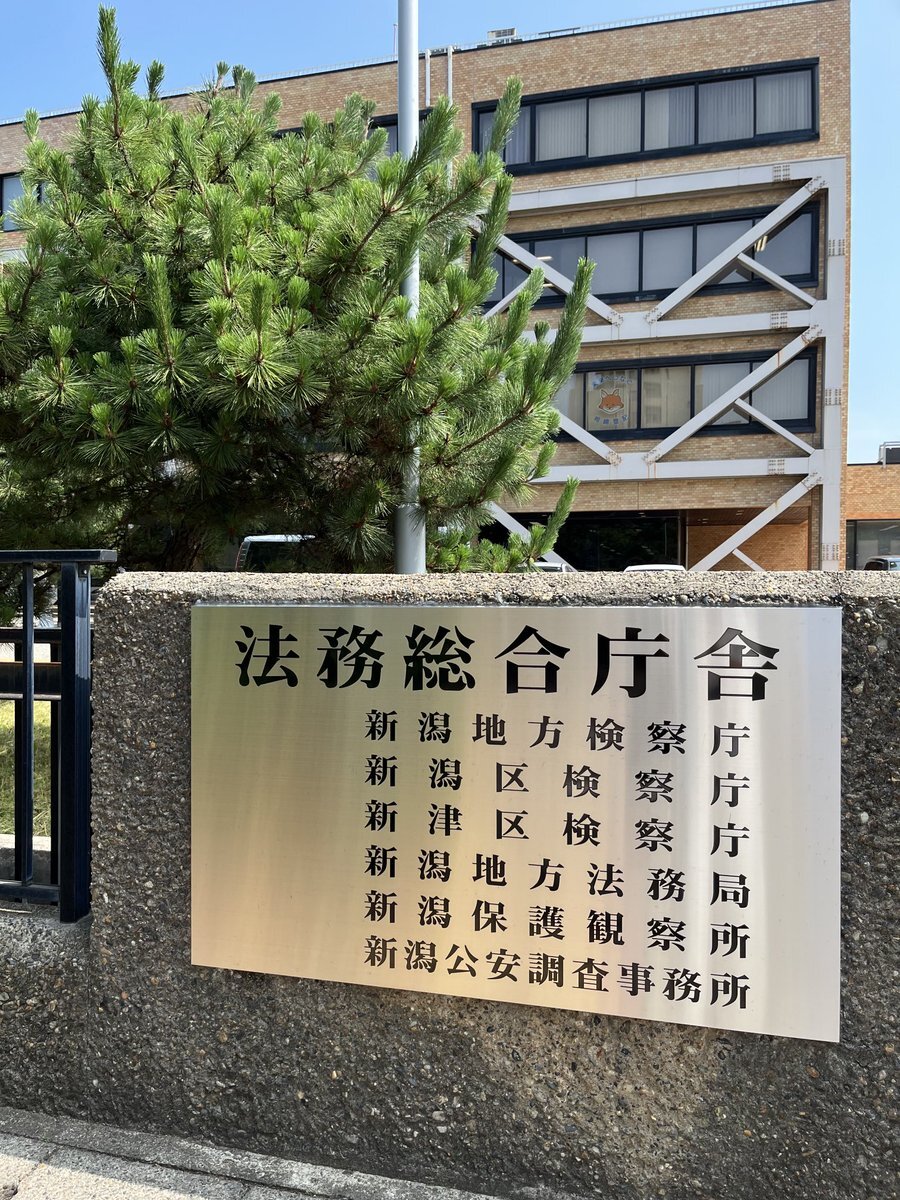 法務総合庁舎
新潟地方検察庁
新潟区検察庁
新津区検察庁
新潟地方法務局
新潟保護観察所
新潟公安調査事務所